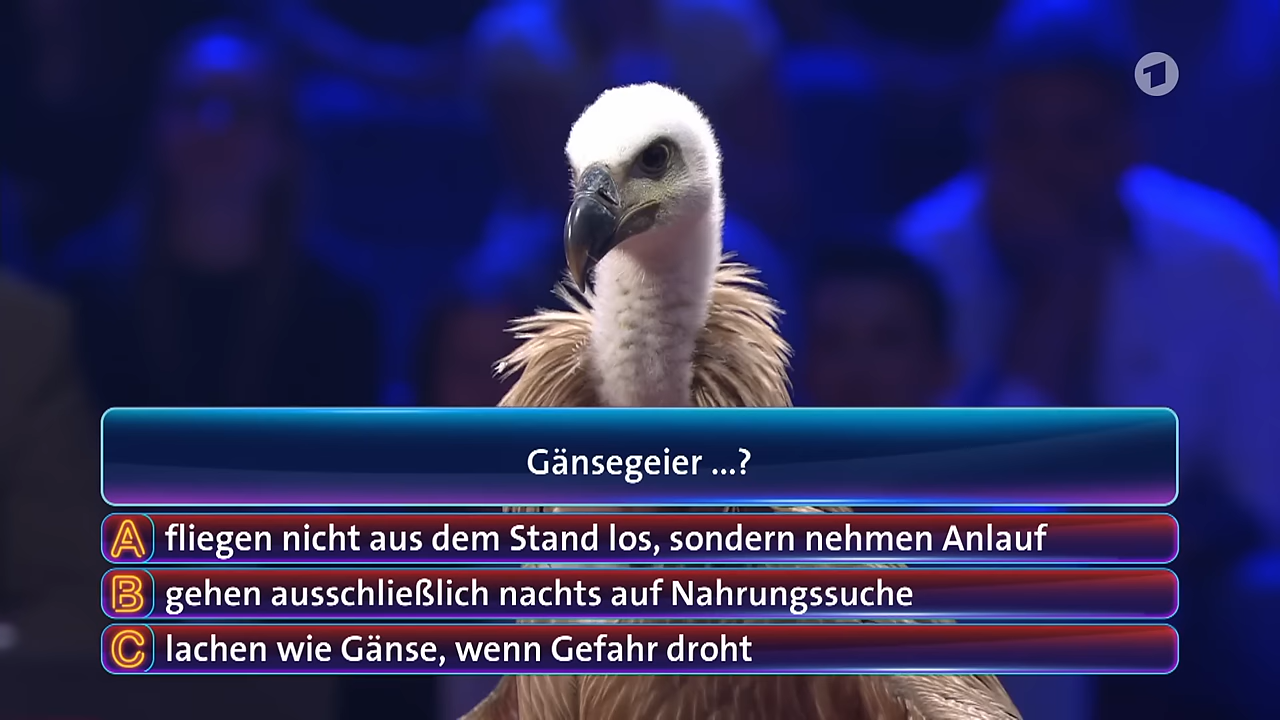 1
Gänsegeier ...?
A fliegen nicht aus dem Stand los, sondern nehmen Anlauf
B gehen ausschließlich nachts auf Nahrungssuche
C lachen wie Gänse, wenn Gefahr droht